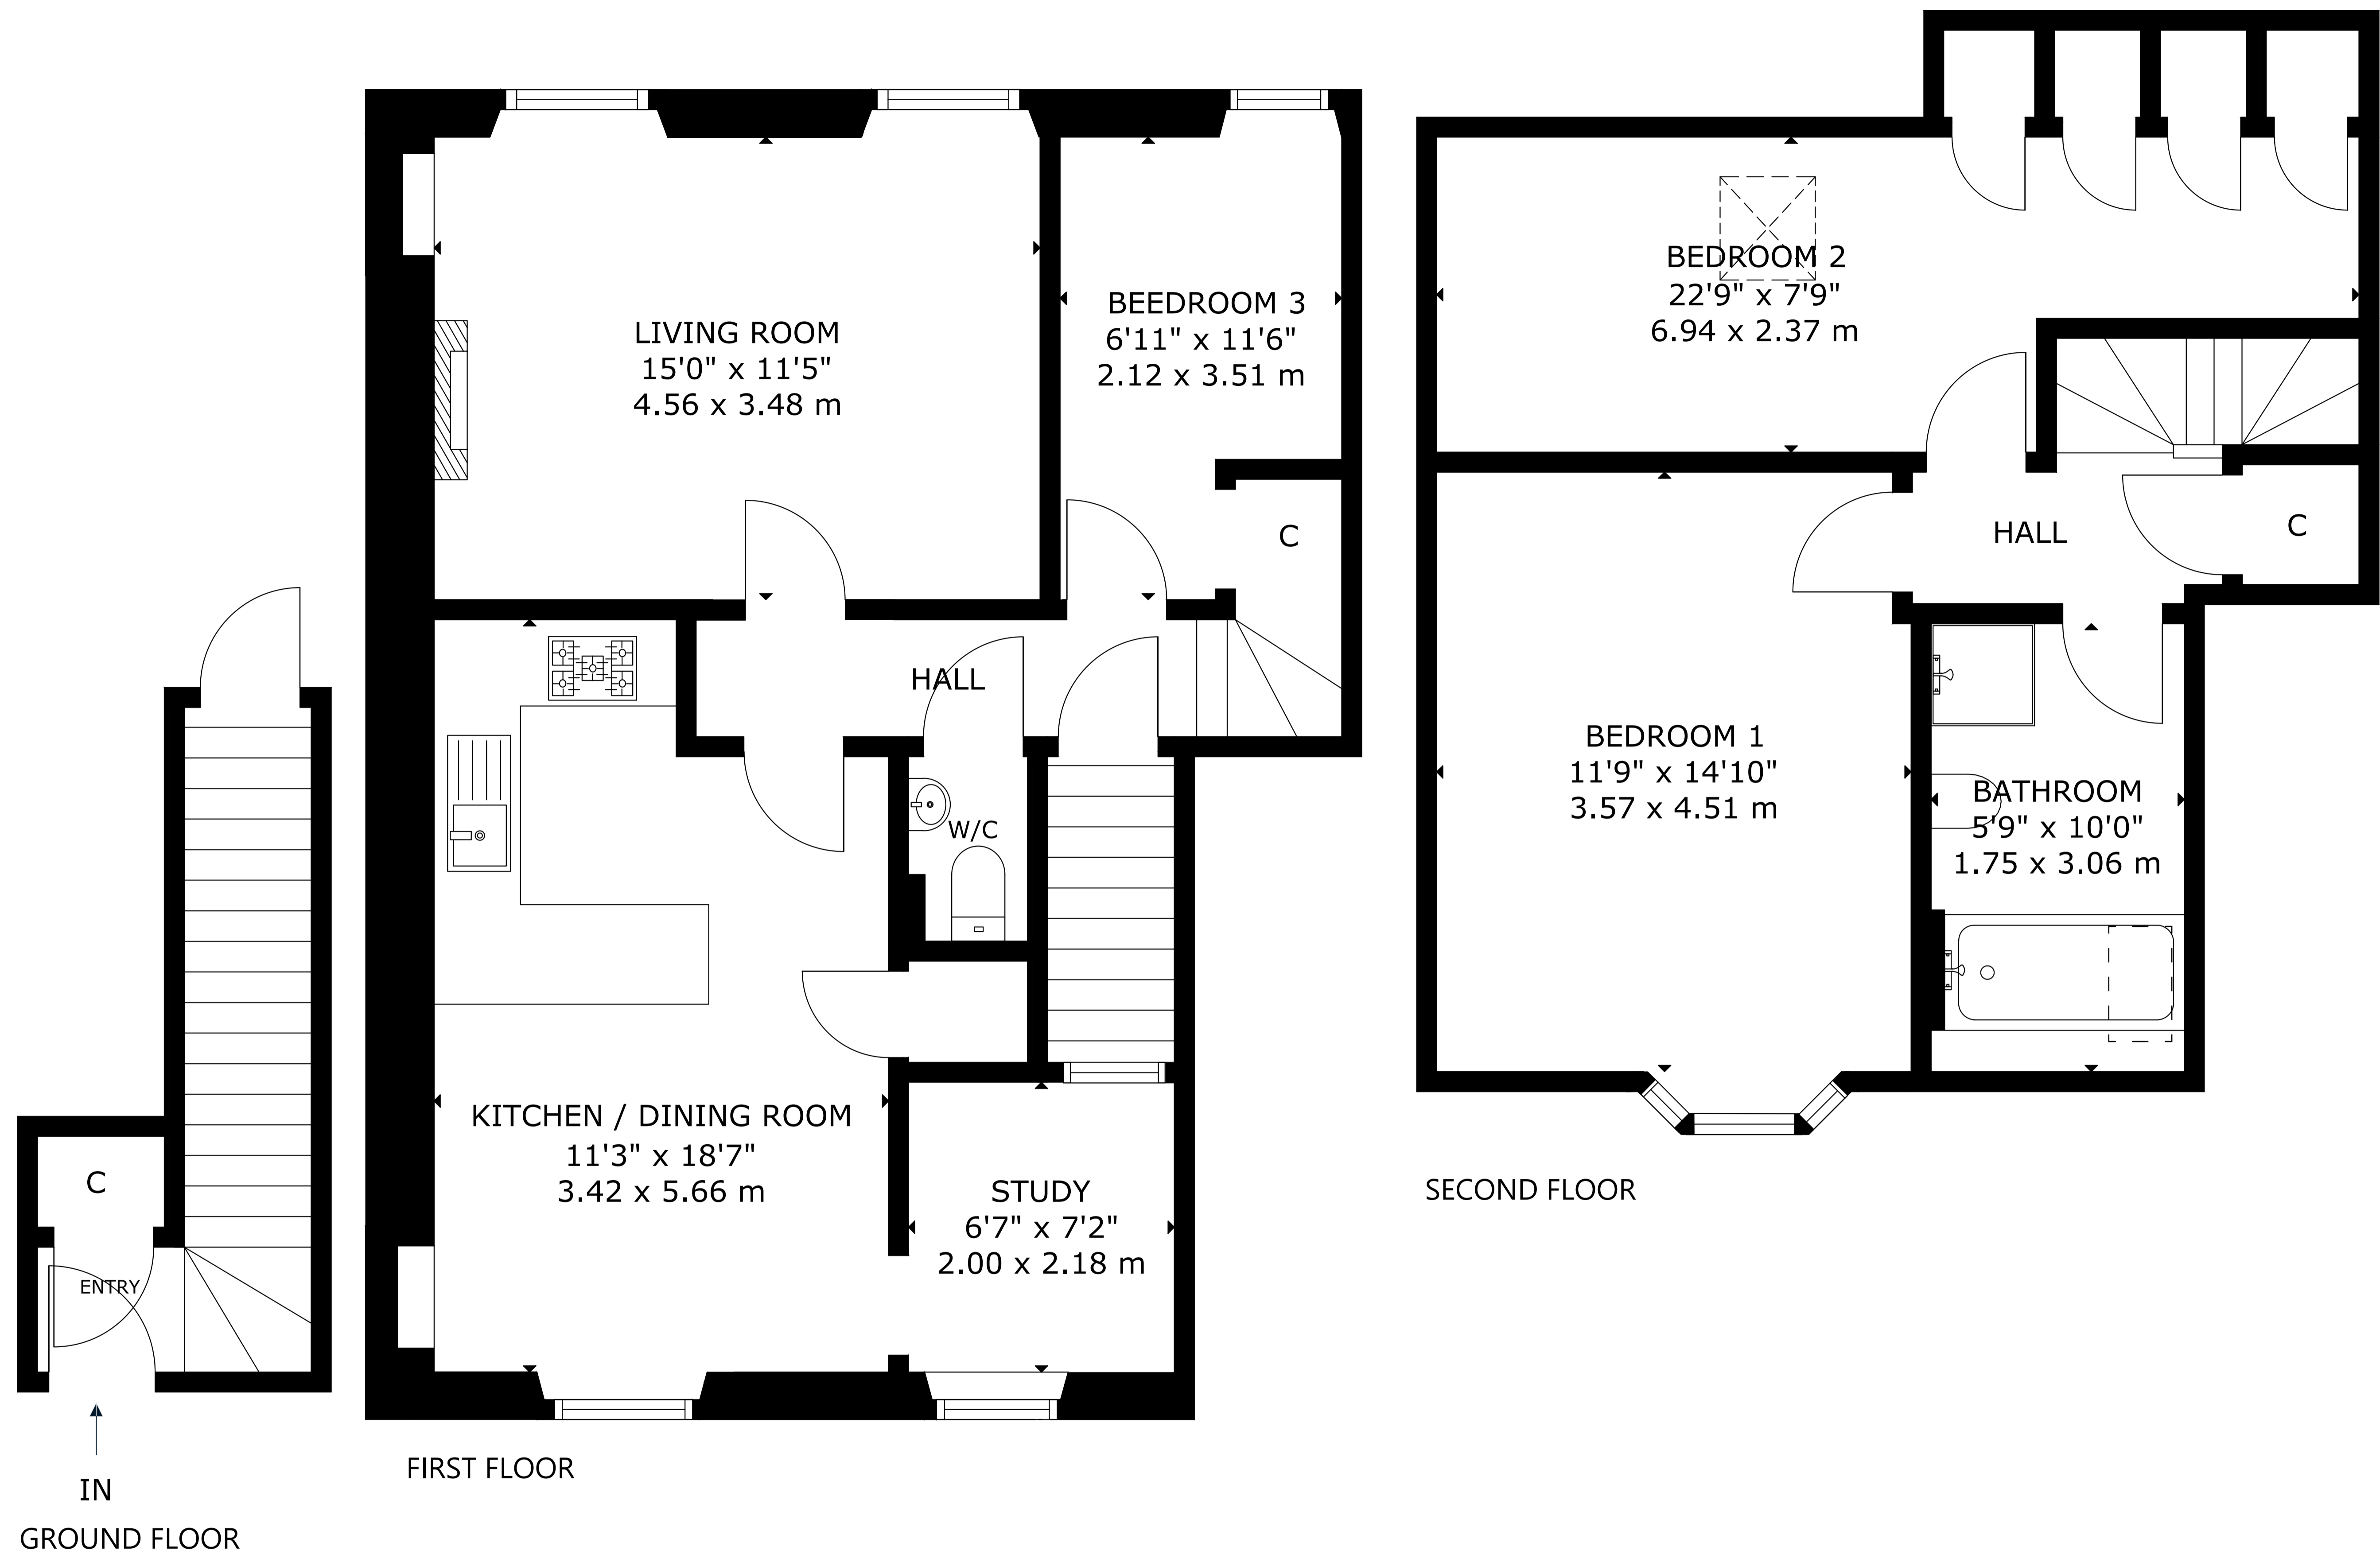 C
ENTRY
IN
GROUND FLOOR
LIVING ROOM
15'0" x 11'5"
4.56 x 3.48 m
BEEDROOM 3
6'11" x 11'6"
2.12 x 3.51 m
C
HALL
W/C
KITCHEN / DINING ROOM
11'3" x 18'7"
3.42 x 5.66 m
STUDY
6'7" x 7'2"
2.00 x 2.18 m
FIRST FLOOR
BEDROOM 2
22'9" x 7'9"
6.94 x 2.37 m
HALL
C
BEDROOM 1
11'9" x 14'10"
3.57 x 4.51 m
BATHROOM
5'9" x 10'0"
1.75 x 3.06 m
SECOND FLOOR